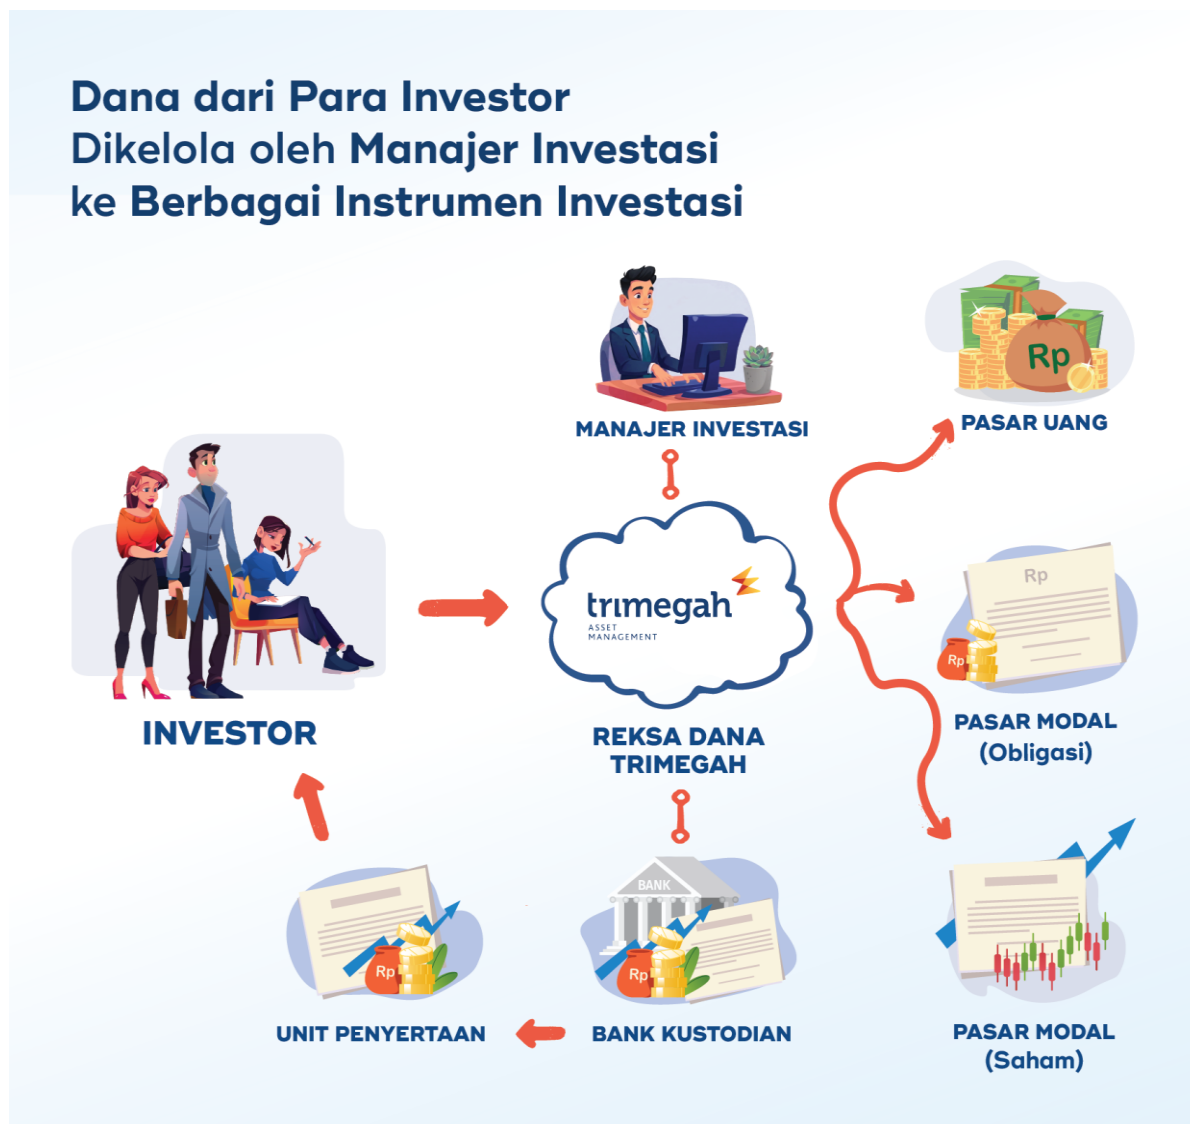 Dana dari Para Investor
Dikelola oleh Manajer Investasi
ke Berbagai Instrumen Investasi
MANAJER INVESTASI
Rp
PASAR UANG
INVESTOR
trimegah
ASSET
MANAGEMENT
REKSA DANA
TRIMEGAH
Rp
Rp
PASAR MODAL
(Obligasi)
Rp
UNIT PENYERTAAN
BANK
Rp
BANK KUSTODIAN
PASAR MODAL
(Saham)